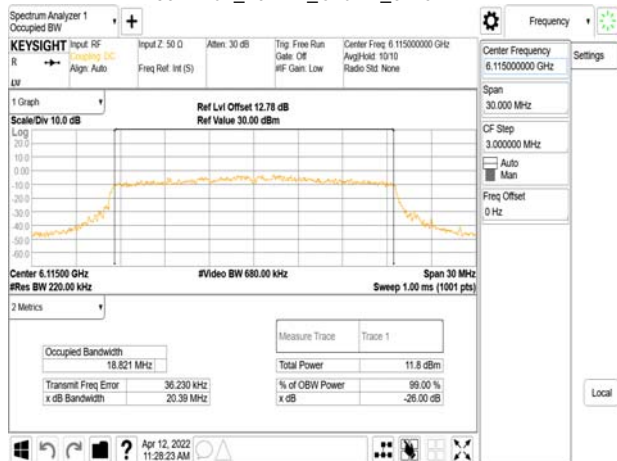 Spectrum Analyzer 1
Occupied BW
Frequency
KEYSIGHT
Input: RF
Coupling: DC
Align: Auto
Input Z: 50 Ω
Freq Ref: Int (S)
Atten: 30 dB
Trig: Free Run
Gate: Off
#IF Gain: Low
Center Freq: 6.115000000 GHz
Avg|Hold: 10/10
Radio Std: None
R
LXI
Center Frequency
6.115000000 GHz
Settings
Span
30.000 MHz
CF Step
3.000000 MHz
Auto
Man
Freq Offset
0 Hz
Local
1 Graph
Scale/Div 10.0 dB
Ref Lvl Offset 12.78 dB
Ref Value 30.00 dBm
Log
20.0
10.0
0.00
-10.0
-20.0
-30.0
-40.0
-50.0
-60.0
Center 6.11500 GHz
#Res BW 220.00 kHz
#Video BW 680.00 kHz
Span 30 MHz
Sweep 1.00 ms (1001 pts)
2 Metrics
Measure Trace
Trace 1
Occupied Bandwidth
18.821 MHz
Total Power
11.8 dBm
Transmit Freq Error
36.230 kHz
% of OBW Power
99.00 %
x dB Bandwidth
20.39 MHz
x dB
-26.00 dB
Apr 12, 2022
11:28:23 AM